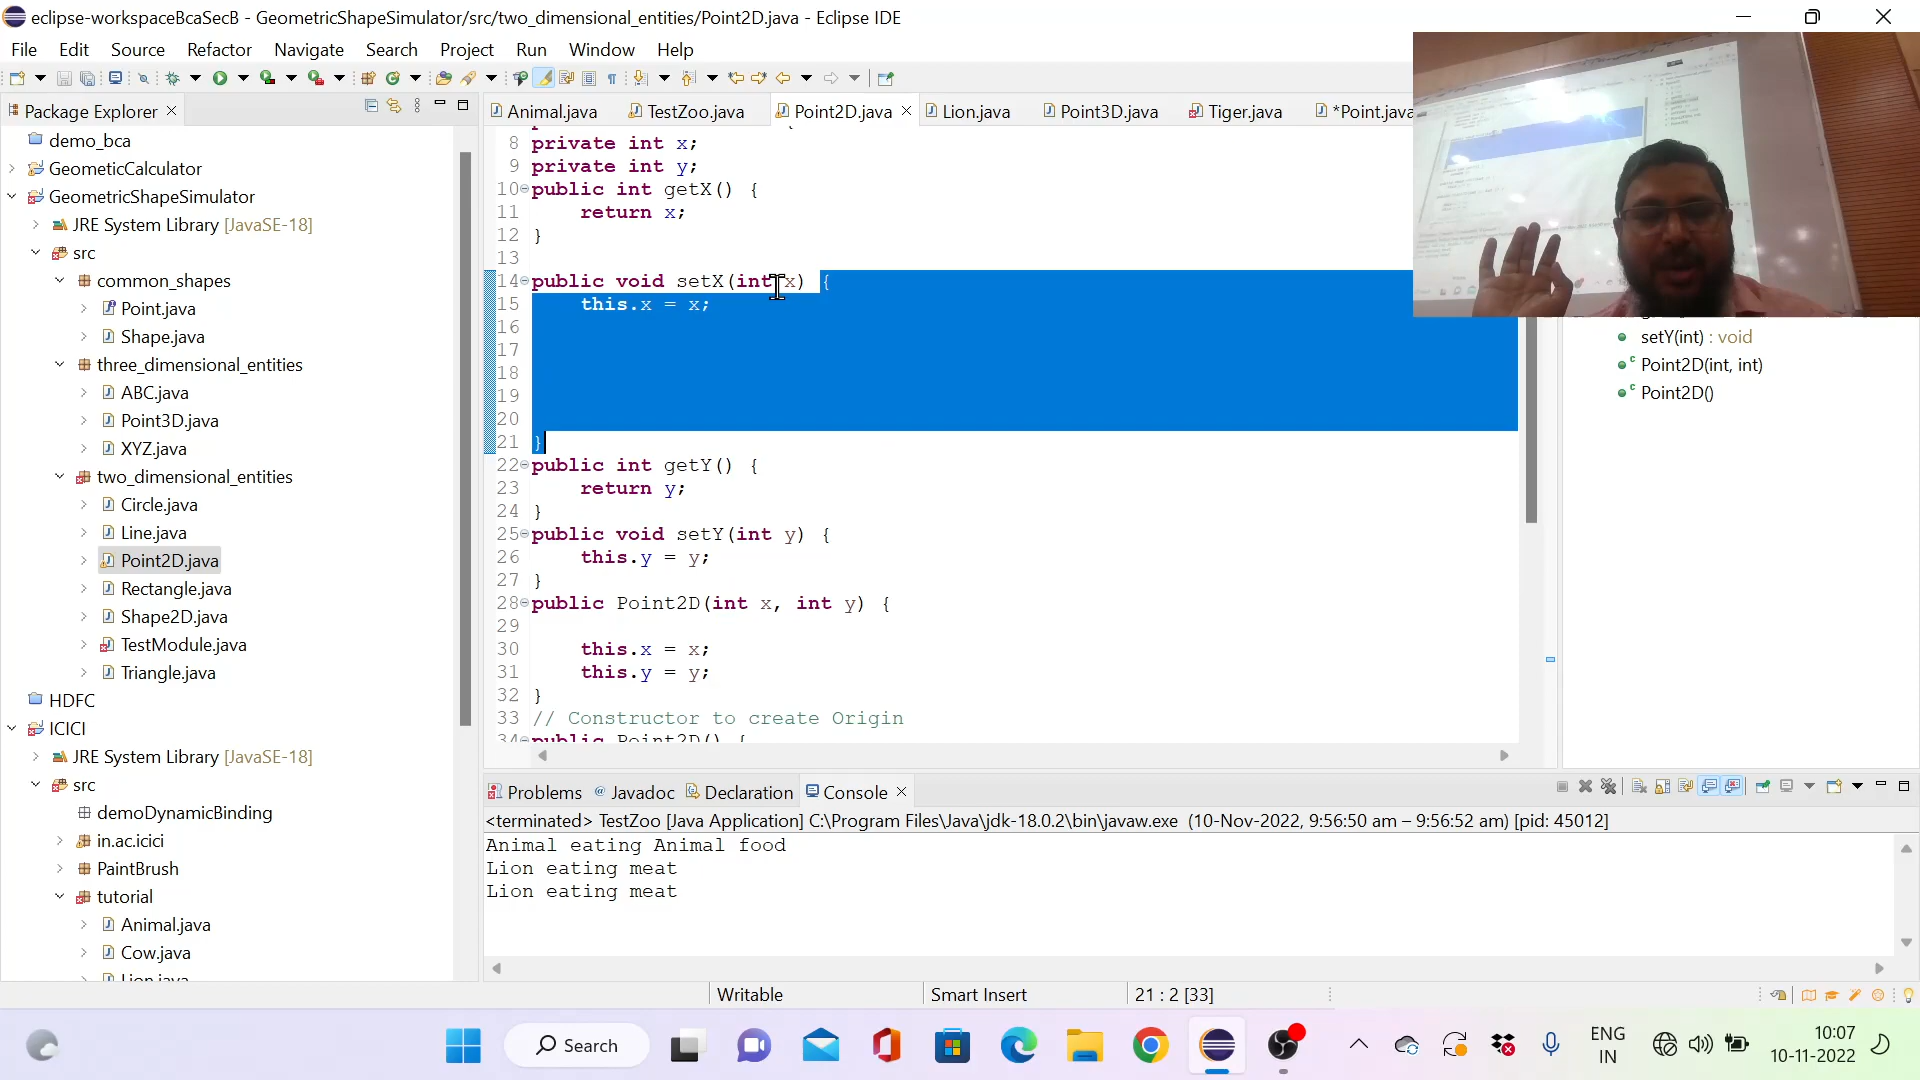 eclipse-workspaceBcaSecB - GeometricShapeSimulator/src/two_dimensional_entities/Point2D.java - Eclipse IDE
File Edit Source Refactor Navigate Search Project Run Window Help
Package Explorer
Animal.java TestZoo.java Point2D.java Lion.java Point3D.java Tiger.java *Point.java
demo_bca
GeometicCalculator
GeometricShapeSimulator
JRE System Library [JavaSE-18]
src
common_shapes
Point.java
Shape.java
three_dimensional_entities
ABC.java
Point3D.java
XYZ.java
two_dimensional_entities
Circle.java
Line.java
Point2D.java
Rectangle.java
Shape2D.java
TestModule.java
Triangle.java
HDFC
ICICI
JRE System Library [JavaSE-18]
src
demoDynamicBinding
in.ac.icici
PaintBrush
tutorial
Animal.java
Cow.java
Lion.java
8 private int x;
9 private int y;
10 public int getX() {
11 return x;
12 }
13
14 public void setX(int x) {
15 this.x = x;
16
17
18
19
20
21 }
22 public int getY() {
23 return y;
24 }
25 public void setY(int y) {
26 this.y = y;
27 }
28 public Point2D(int x, int y) {
29
30 this.x = x;
31 this.y = y;
32 }
33 // Constructor to create Origin
34 public Point2D() {
setY(int) : void
Point2D(int, int)
Point2D()
Problems Javadoc Declaration Console
<terminated> TestZoo [Java Application] C:\Program Files\Java\jdk-18.0.2\bin\javaw.exe (10-Nov-2022, 9:56:50 am – 9:56:52 am) [pid: 45012]
Animal eating Animal food
Lion eating meat
Lion eating meat
Writable Smart Insert 21 : 2 [33]
Search
ENG
IN
10:07
10-11-2022